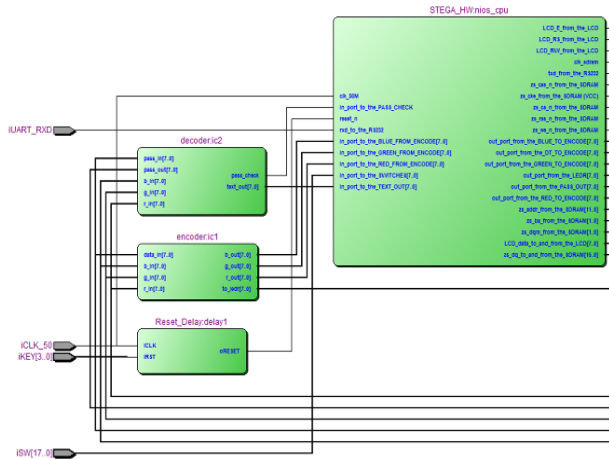 STEGA_HW:nios_cpu
LCD_E_from_the_LCD
LCD_RS_from_the_LCD
LCD_RW_from_the_LCD
clk_sdram
txd_from_the_RS232
zs_cas_n_from_the_SDRAM
zs_cke_from_the_SDRAM (VCC)
zs_cs_n_from_the_SDRAM
zs_ras_n_from_the_SDRAM
zs_we_n_from_the_SDRAM
out_port_from_the_BLUE_TO_ENCODE[7..0]
out_port_from_the_DT_TO_ENCODE[7..0]
out_port_from_the_GREEN_TO_ENCODE[7..0]
out_port_from_the_LEDR[7..0]
out_port_from_the_PASS_OUT[7..0]
out_port_from_the_RED_TO_ENCODE[7..0]
zs_addr_from_the_SDRAM[11..0]
zs_ba_from_the_SDRAM[1..0]
zs_dqm_from_the_SDRAM[1..0]
LCD_data_to_and_from_the_LCD[7..0]
zs_dq_to_and_from_the_SDRAM[15..0]
clk_50M
in_port_to_the_PASS_CHECK
reset_n
rxd_to_the_RS232
in_port_to_the_BLUE_FROM_ENCODE[7..0]
in_port_to_the_GREEN_FROM_ENCODE[7..0]
in_port_to_the_RED_FROM_ENCODE[7..0]
in_port_to_the_SWITCHES[7..0]
in_port_to_the_TEXT_OUT[7..0]
iUART_RXD
decoder:ic2
pass_in[7..0]
pass_out[7..0]
b_in[7..0]
g_in[7..0]
r_in[7..0]
pass_check
text_out[7..0]
encoder:ic1
data_in[7..0]
b_in[7..0]
g_in[7..0]
r_in[7..0]
b_out[7..0]
g_out[7..0]
r_out[7..0]
to_ledr[7..0]
Reset_Delay:delay1
iCLK
iRST
oRESET
iCLK_50
iKEY[3..0]
iSW[17..0]